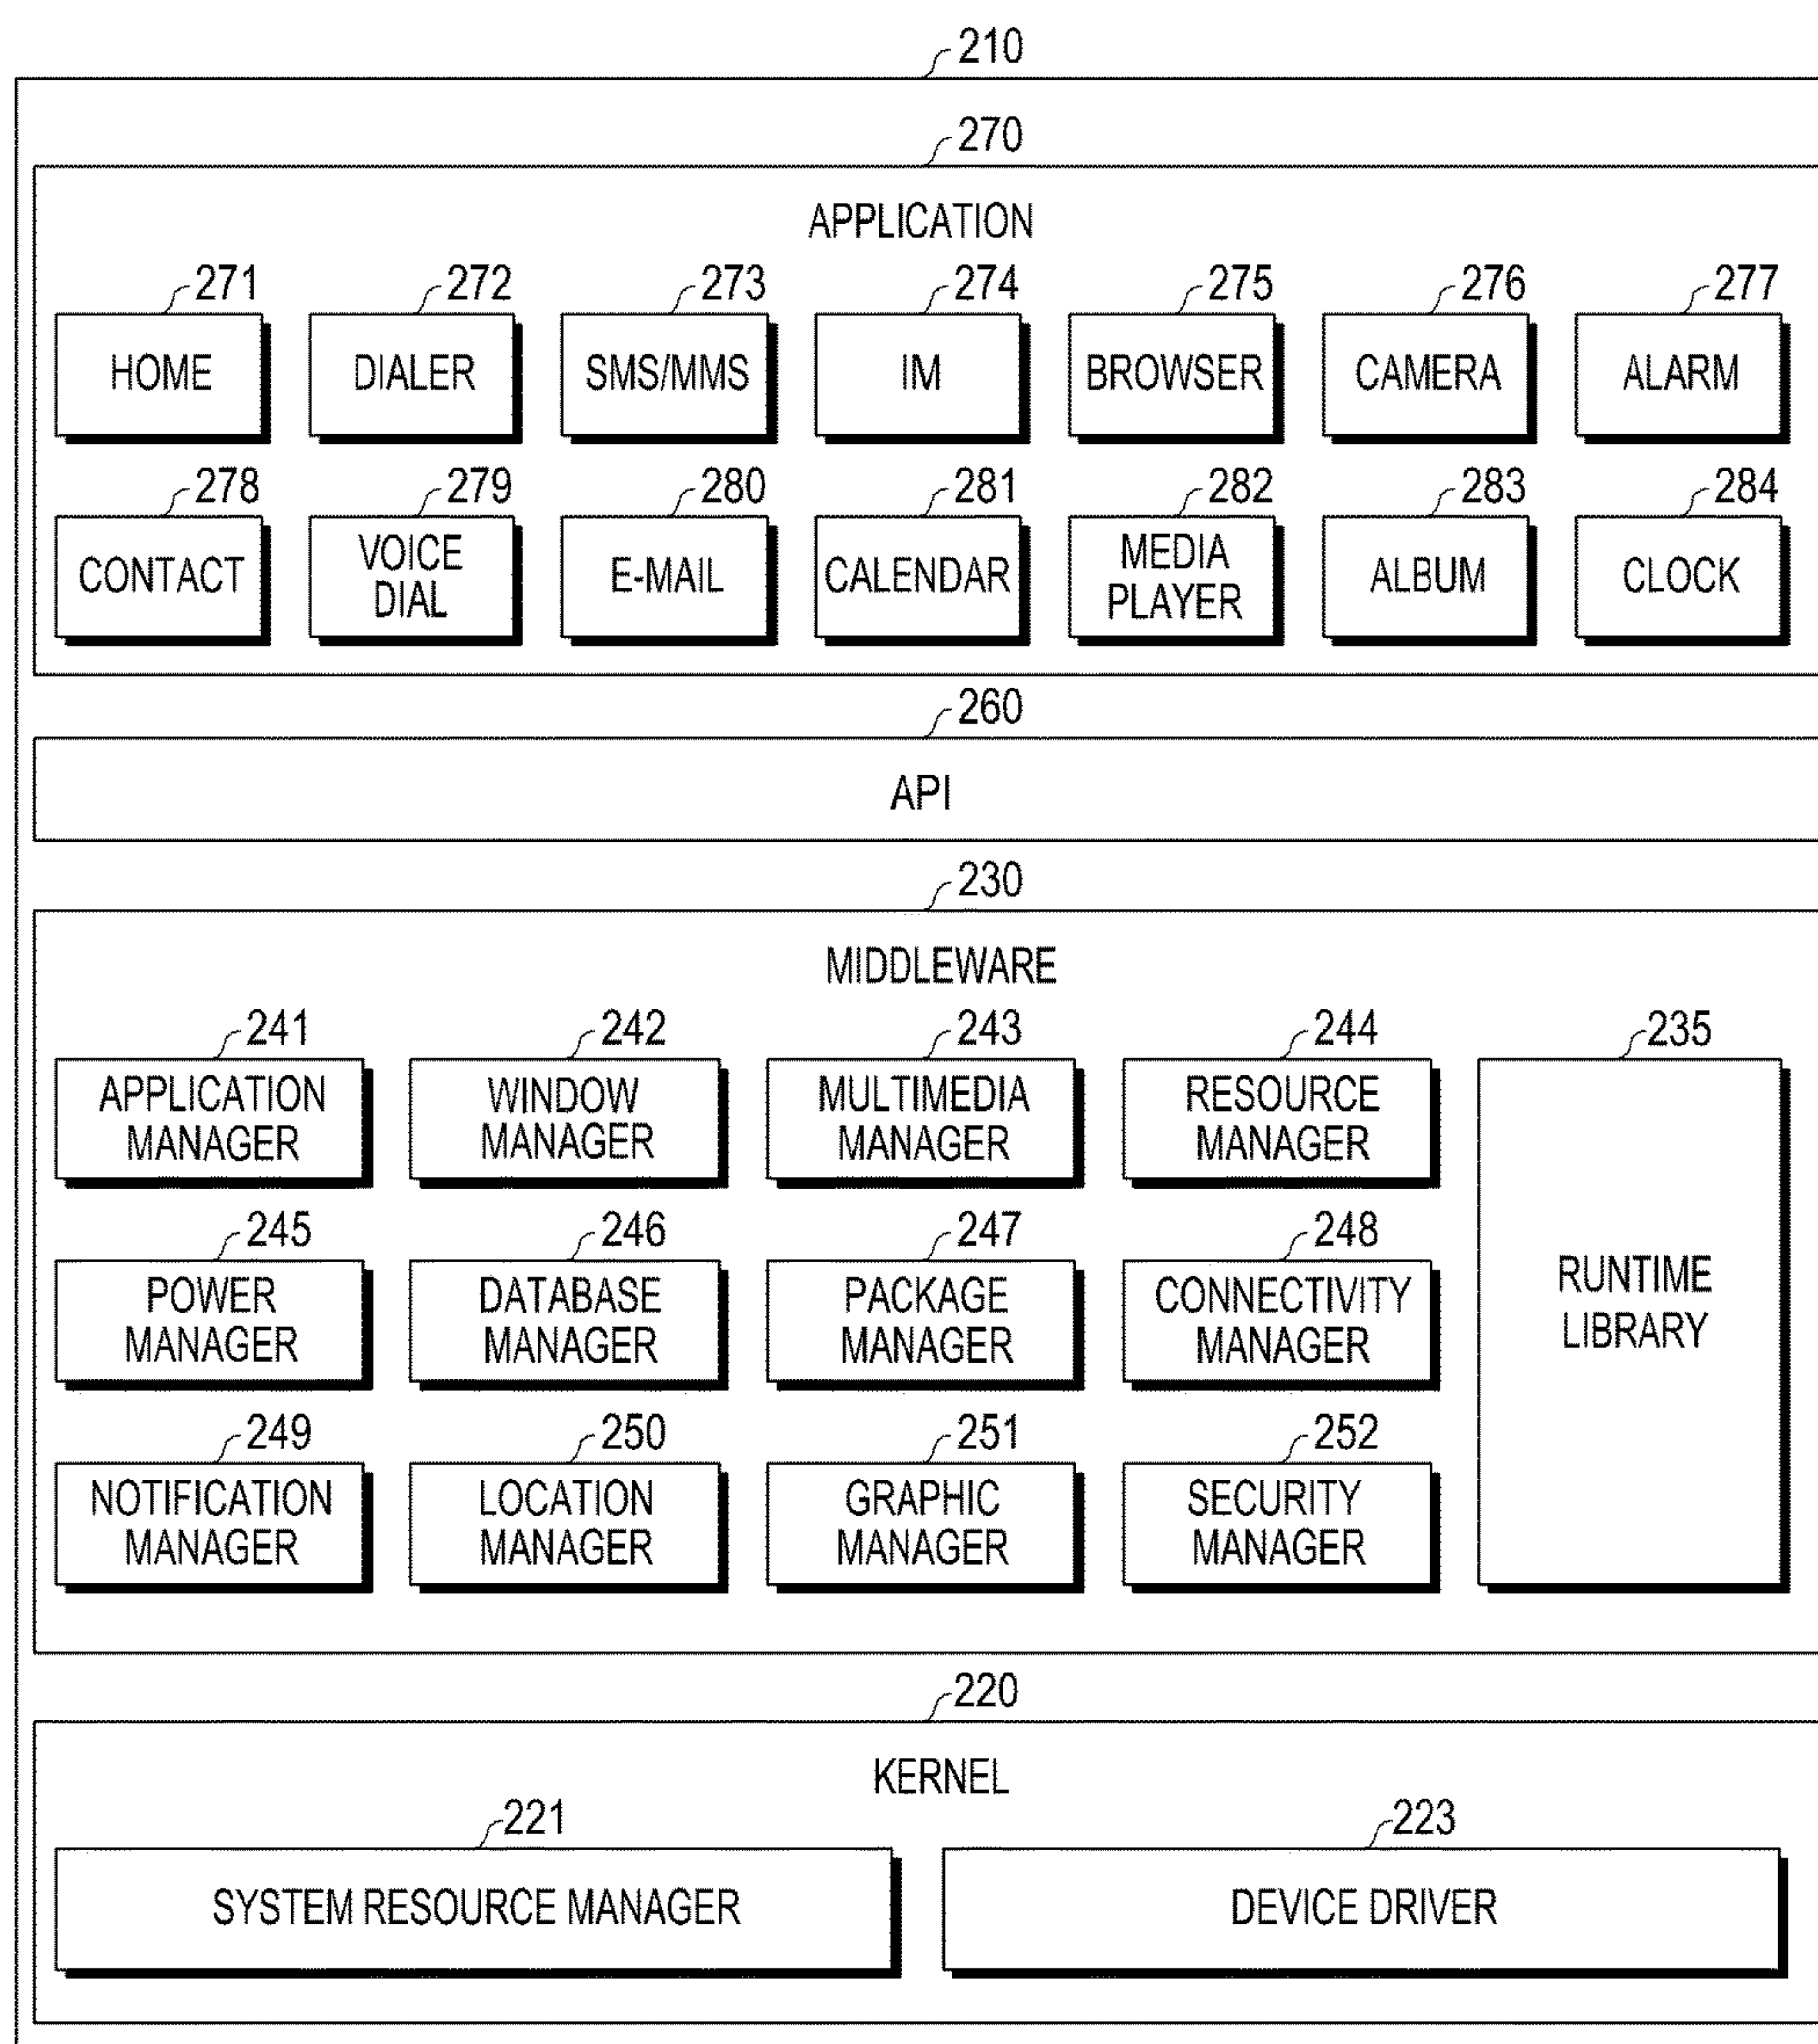 210
270
APPLICATION
271 272 273 274 275 276 277
HOME DIALER SMS/MMS IM BROWSER CAMERA ALARM
278 279 280 281 282 283 284
CONTACT VOICE DIAL E-MAIL CALENDAR MEDIA PLAYER ALBUM CLOCK
260
API
230
MIDDLEWARE
241 242 243 244 235
APPLICATION MANAGER WINDOW MANAGER MULTIMEDIA MANAGER RESOURCE MANAGER
245 246 247 248
POWER MANAGER DATABASE MANAGER PACKAGE MANAGER CONNECTIVITY MANAGER RUNTIME LIBRARY
249 250 251 252
NOTIFICATION MANAGER LOCATION MANAGER GRAPHIC MANAGER SECURITY MANAGER
220
KERNEL
221 223
SYSTEM RESOURCE MANAGER DEVICE DRIVER